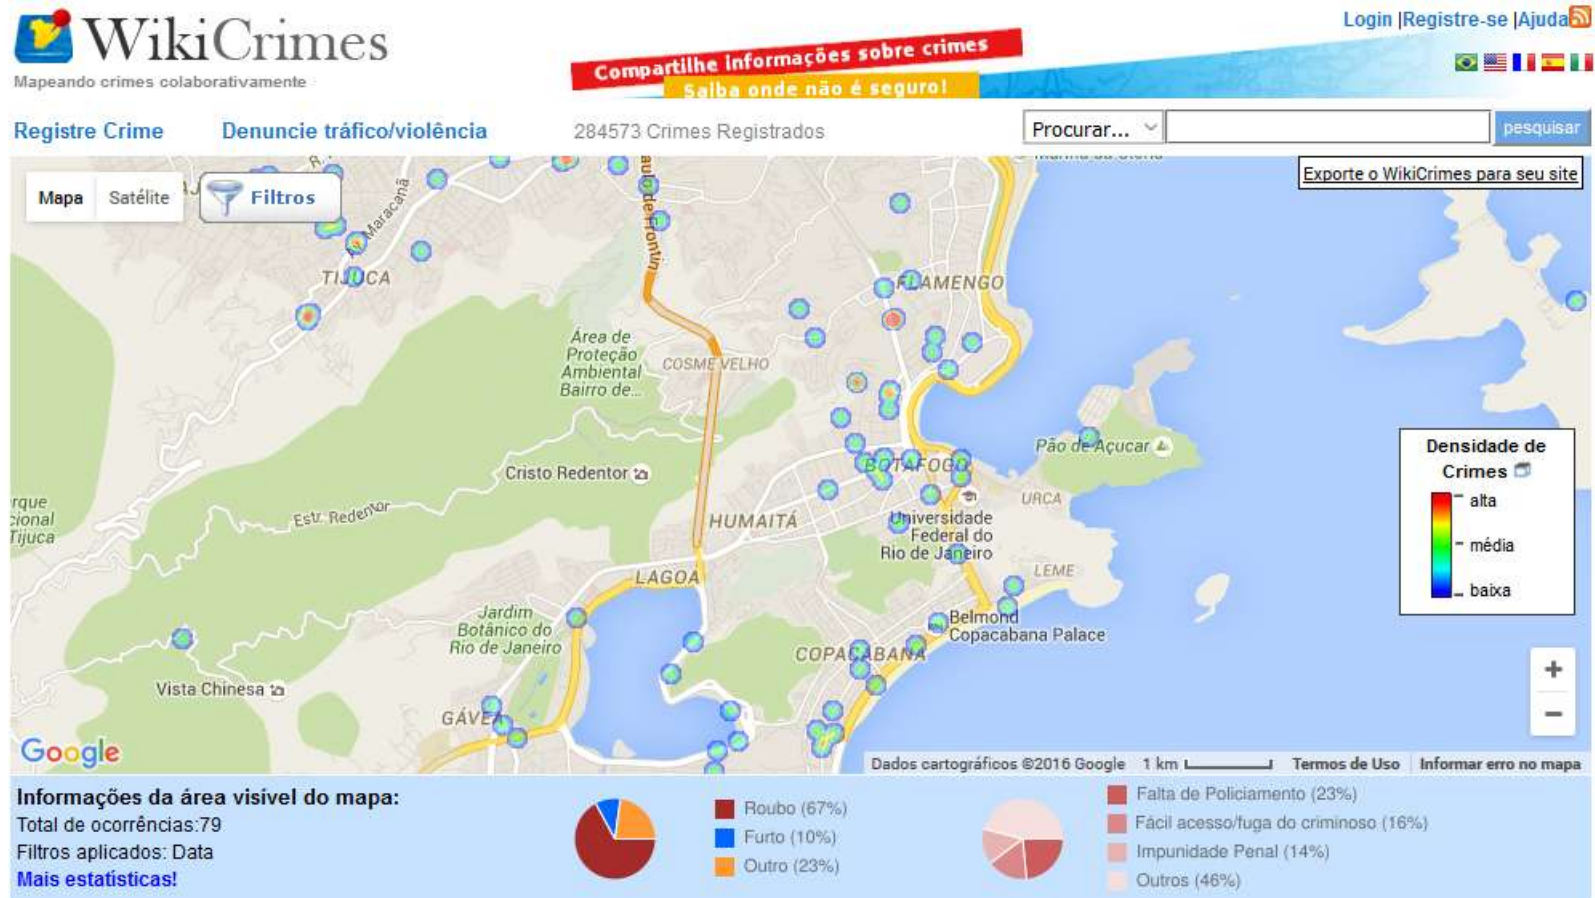 WikiCrimes
Mapeando crimes colaborativamente
Compartilhe informações sobre crimes
Saiba onde não é seguro!
Login |Registre-se |Ajuda
Registre Crime
Denuncie tráfico/violência
284573 Crimes Registrados
Procurar...
pesquisar
Exporte o WikiCrimes para seu site
Mapa
Satélite
Filtros
Maracanã
TIJUCA
FLAMENGO
Área de
Proteção
Ambiental
Bairro de...
COSME VELHO
Cristo Redentor
Estr. Redentor
HUMAITÁ
BOTAFOGO
Pão de Açucar
URCA
Universidade
Federal do
Rio de Janeiro
LEME
LAGOA
Jardim
Botânico do
Rio de Janeiro
Belmond
Copacabana Palace
COPACABANA
Vista Chinesa
GÁVEA
Tijuca
Densidade de
Crimes
alta
média
baixa
+
−
Google
Dados cartográficos ©2016 Google
1 km
Termos de Uso
Informar erro no mapa
Informações da área visível do mapa:
Total de ocorrências:79
Filtros aplicados: Data
Mais estatísticas!
Roubo (67%)
Furto (10%)
Outro (23%)
Falta de Policiamento (23%)
Fácil acesso/fuga do criminoso (16%)
Impunidade Penal (14%)
Outros (46%)